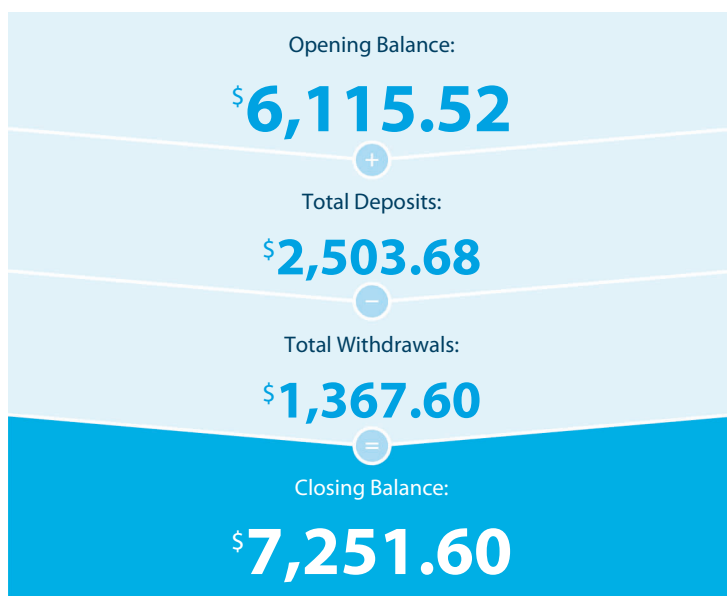 Opening Balance:
$6,115.52
+
Total Deposits:
$2,503.68
−
Total Withdrawals:
$1,367.60
=
Closing Balance:
$7,251.60